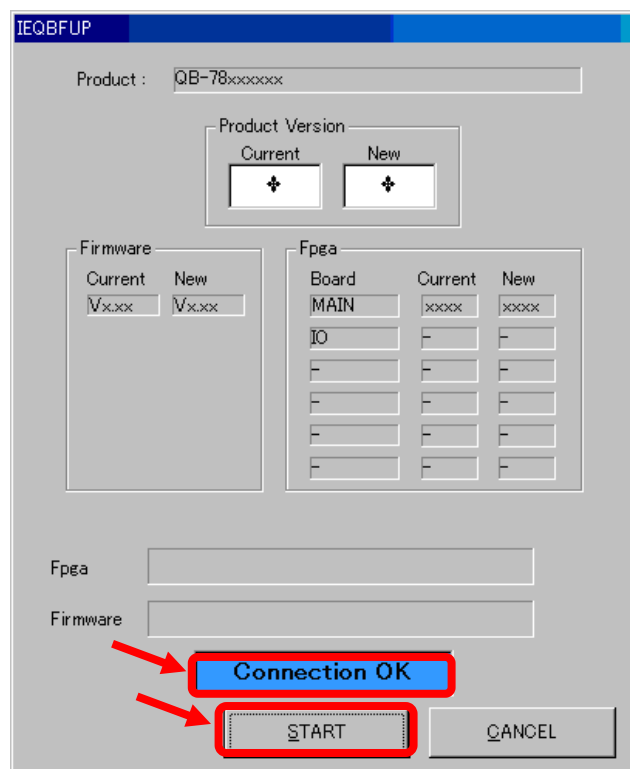 IEQBFUP
Product : QB-78xxxxxx
Product Version
Current New
✤ ✤
Firmware
Current New
Vx.xx Vx.xx
Fpga
Board Current New
MAIN xxxx xxxx
IO - -
- - -
- - -
- - -
- - -
Fpga
Firmware
Connection OK
START CANCEL